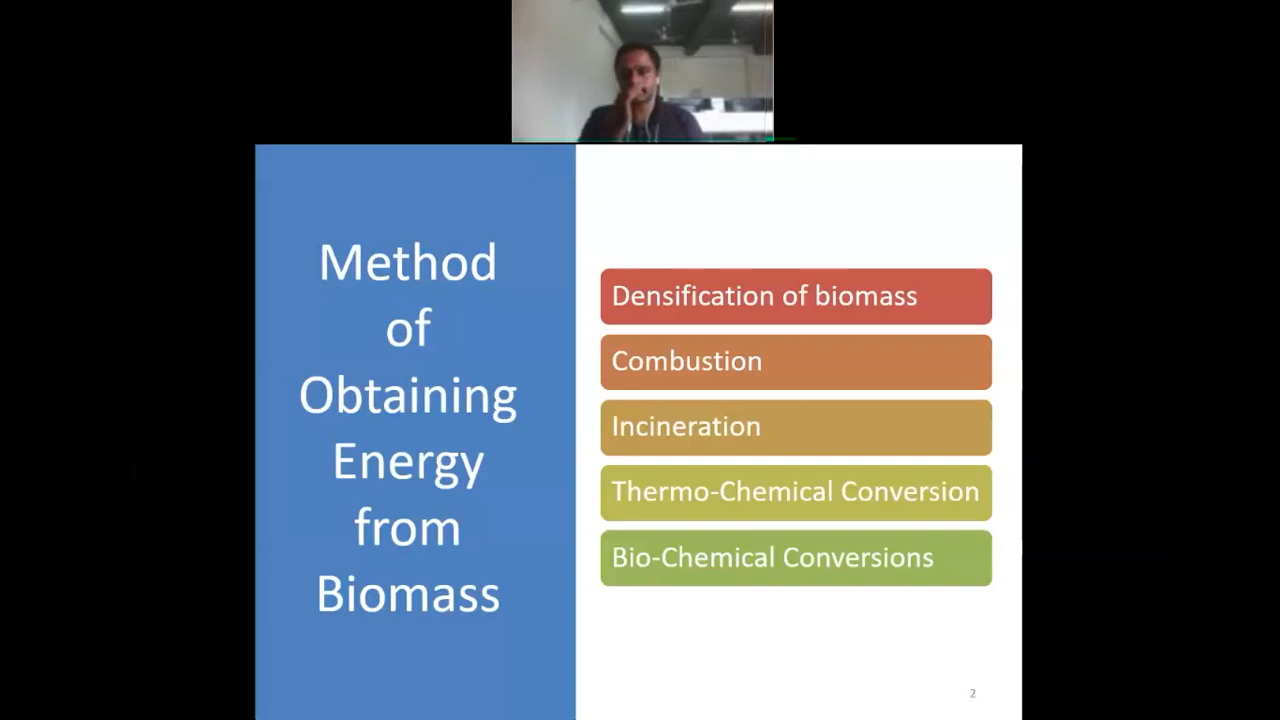 Method
of
Obtaining
Energy
from
Biomass
Densification of biomass
Combustion
Incineration
Thermo-Chemical Conversion
Bio-Chemical Conversions
2